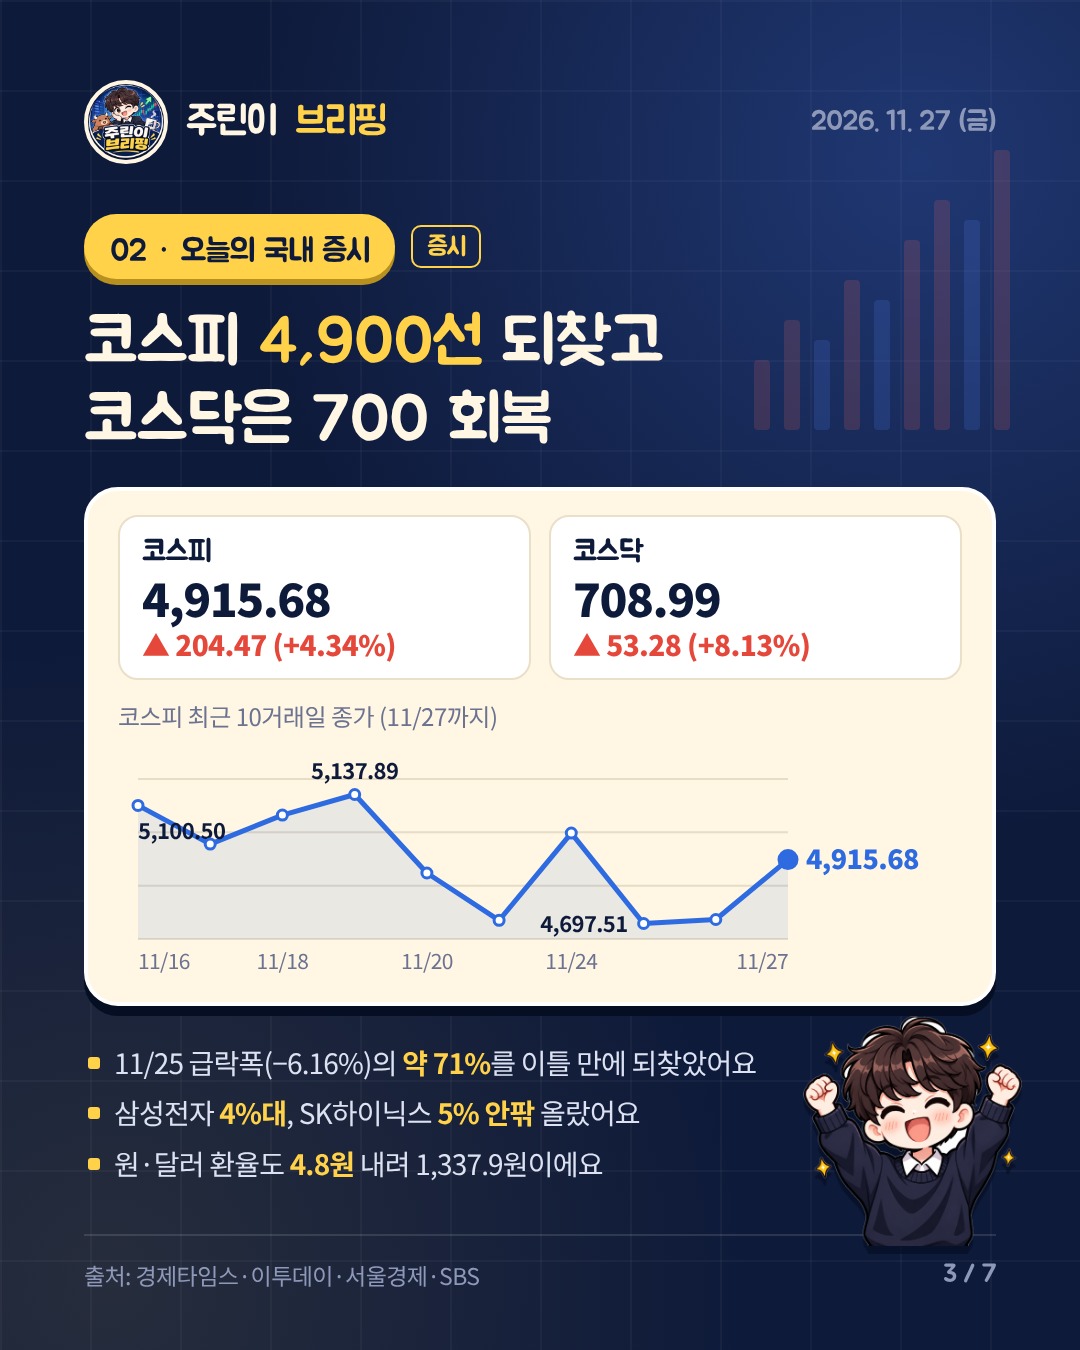 주린이 브리핑
주린이 브리핑
2026. 11. 27 (금)
02 · 오늘의 국내 증시
증시
코스피 4,900선 되찾고
코스닥은 700 회복
코스피
4,915.68
▲ 204.47 (+4.34%)
코스닥
708.99
▲ 53.28 (+8.13%)
코스피 최근 10거래일 종가 (11/27까지)
5,137.89
5,100.50
4,915.68
4,697.51
11/16 11/18 11/20 11/24 11/27
11/25 급락폭(−6.16%)의 약 71%를 이틀 만에 되찾았어요
삼성전자 4%대, SK하이닉스 5% 안팎 올랐어요
원·달러 환율도 4.8원 내려 1,337.9원이에요
출처: 경제타임스·이투데이·서울경제·SBS
3 / 7